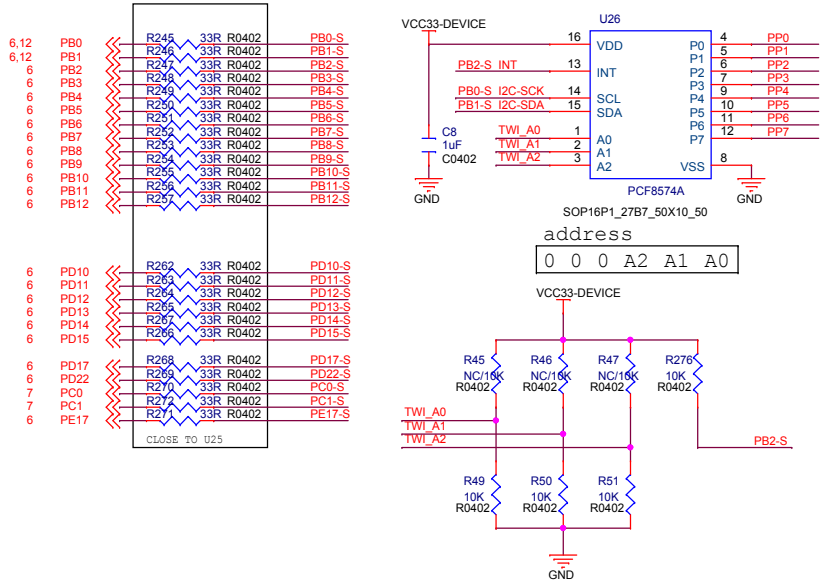 6,12 PB0 R245 33R R0402 PB0-S
6,12 PB1 R246 33R R0402 PB1-S
6 PB2 R247 33R R0402 PB2-S
6 PB3 R248 33R R0402 PB3-S
6 PB4 R249 33R R0402 PB4-S
6 PB5 R250 33R R0402 PB5-S
6 PB6 R251 33R R0402 PB6-S
6 PB7 R252 33R R0402 PB7-S
6 PB8 R253 33R R0402 PB8-S
6 PB9 R254 33R R0402 PB9-S
6 PB10 R255 33R R0402 PB10-S
6 PB11 R256 33R R0402 PB11-S
6 PB12 R257 33R R0402 PB12-S
6 PD10 R262 33R R0402 PD10-S
6 PD11 R263 33R R0402 PD11-S
6 PD12 R264 33R R0402 PD12-S
6 PD13 R265 33R R0402 PD13-S
6 PD14 R267 33R R0402 PD14-S
6 PD15 R266 33R R0402 PD15-S
6 PD17 R268 33R R0402 PD17-S
6 PD22 R269 33R R0402 PD22-S
7 PC0 R270 33R R0402 PC0-S
7 PC1 R272 33R R0402 PC1-S
6 PE17 R271 33R R0402 PE17-S
CLOSE TO U25
VCC33-DEVICE
U26
16 VDD P0 4 PP0
P1 5 PP1
PB2-S INT 13 INT P2 6 PP2
P3 7 PP3
PB0-S I2C-SCK 14 SCL P4 9 PP4
PB1-S I2C-SDA 15 SDA P5 10 PP5
P6 11 PP6
TWI_A0 1 A0 P7 12 PP7
TWI_A1 2 A1
TWI_A2 3 A2 VSS 8
C8
1uF
C0402
GND
PCF8574A
GND
SOP16P1_27B7_50X10_50
address
0 0 0 A2 A1 A0
VCC33-DEVICE
R45 R46 R47 R276
NC/10K NC/10K NC/10K 10K
R0402 R0402 R0402 R0402
TWI_A0
TWI_A1
TWI_A2 PB2-S
R49 R50 R51
10K 10K 10K
R0402 R0402 R0402
GND